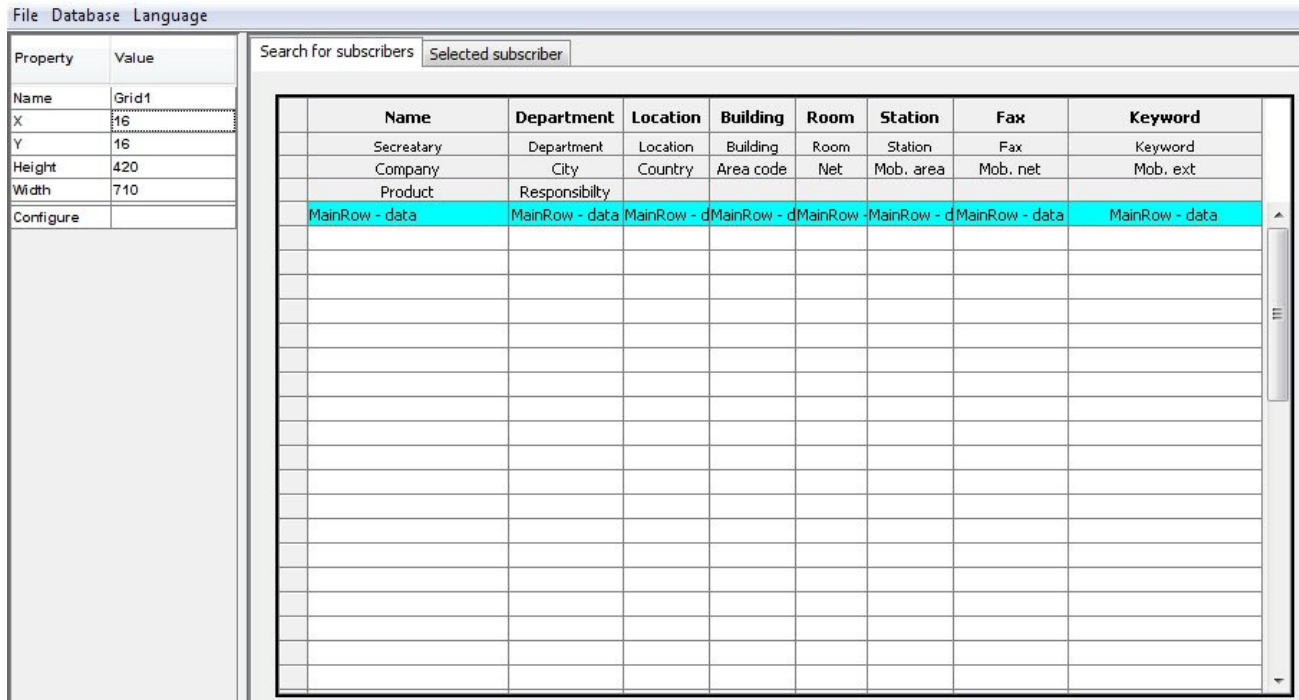 File Database Language
Property Value
Name Grid1
X 16
Y 16
Height 420
Width 710
Configure
Search for subscribers Selected subscriber
Name Department Location Building Room Station Fax Keyword
Secreatary Department Location Building Room Station Fax Keyword
Company City Country Area code Net Mob. area Mob. net Mob. ext
Product Responsibilty
MainRow - data MainRow - data MainRow - d MainRow - d MainRow - MainRow - d MainRow - data MainRow - data